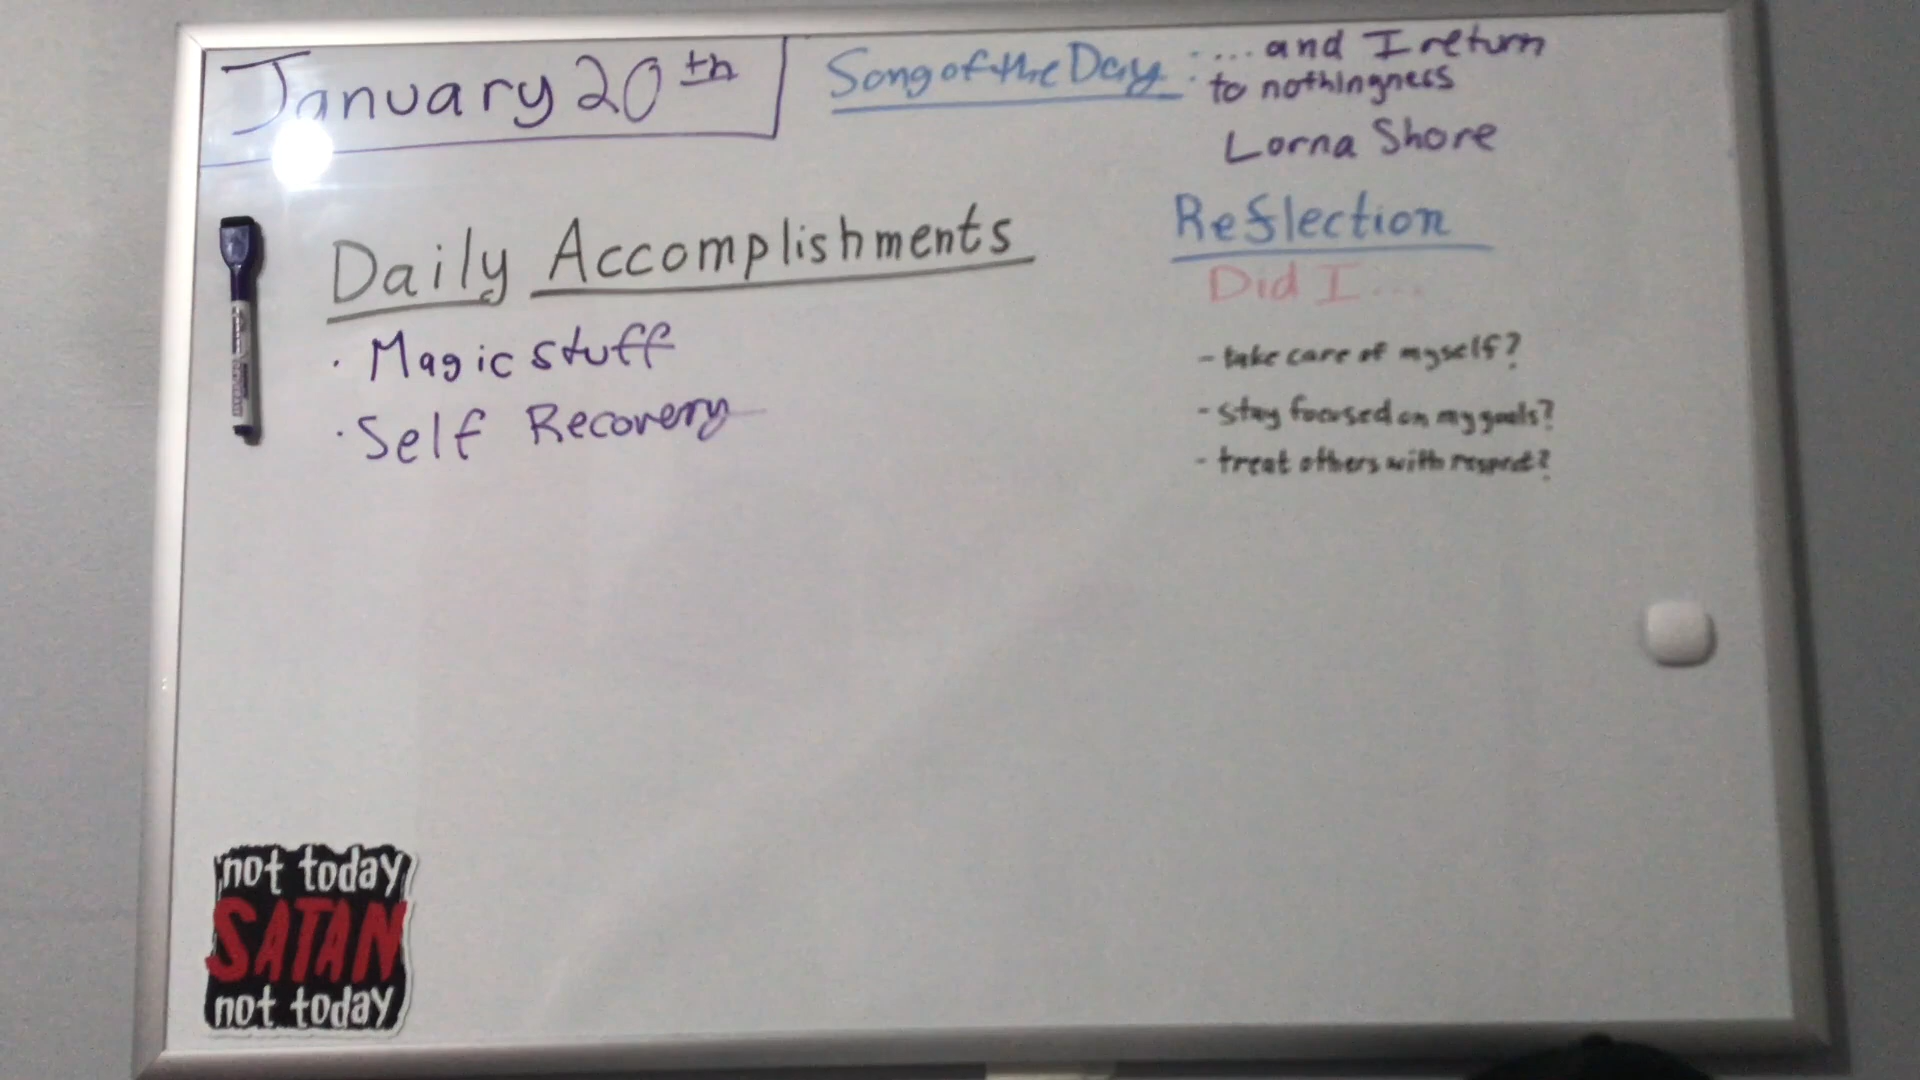 January 20th
Song of the Day: ... and I return
to nothingness
Lorna Shore
Daily Accomplishments
· Magic stuff
· Self Recovery
Reflection
Did I...
- take care of myself?
- stay focused on my goals?
- treat others with respect?
not today
SATAN
not today